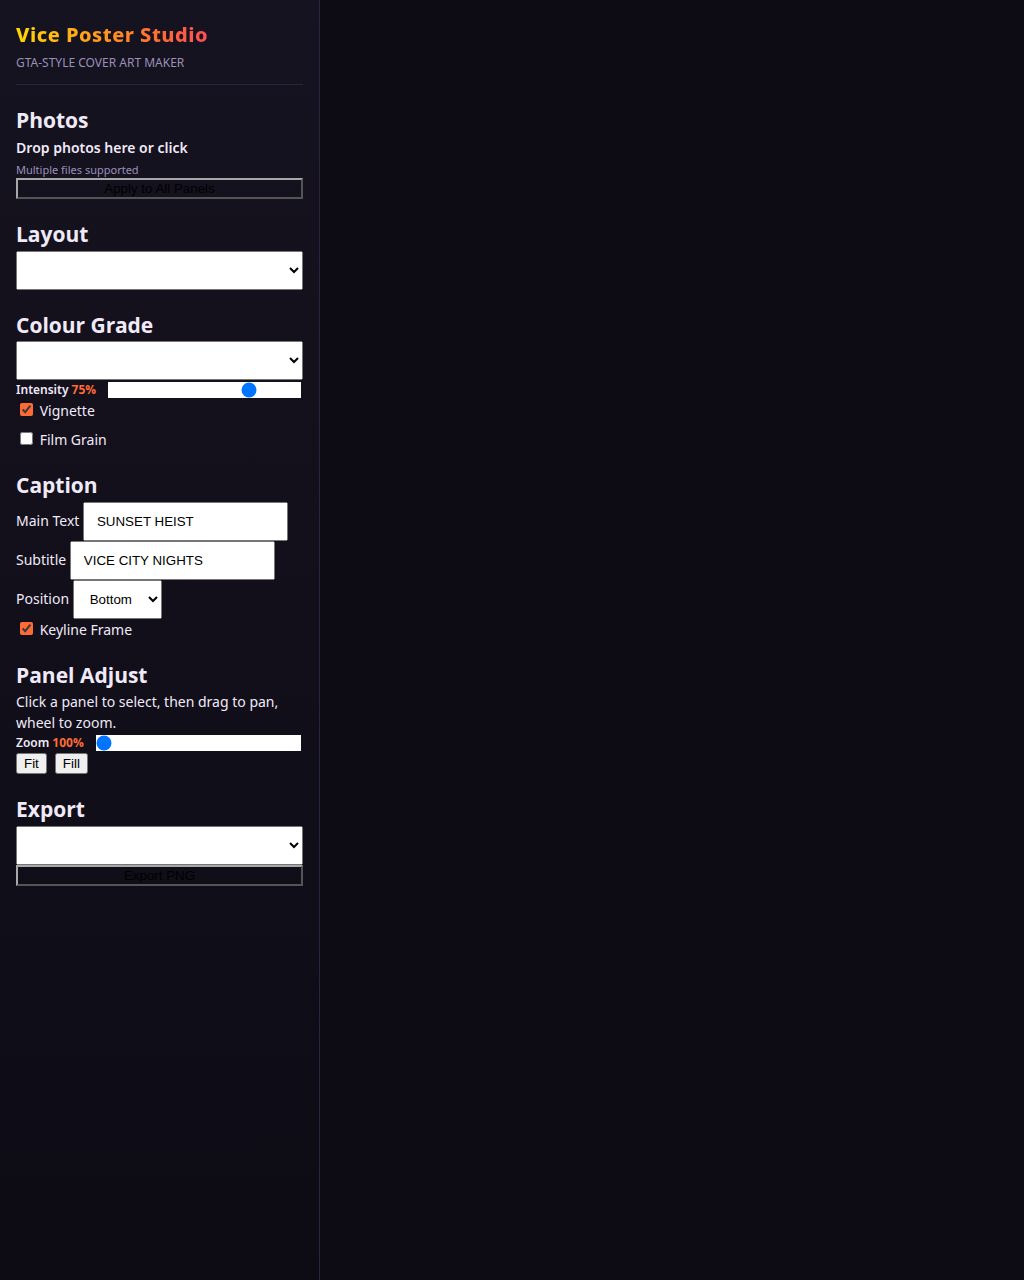 Vice Poster Studio
GTA-STYLE COVER ART MAKER
Photos
Drop photos here or click
Multiple files supported
Apply to All Panels
Layout
Colour Grade
Intensity 75%
Vignette
Film Grain
Caption
Main Text SUNSET HEIST
Subtitle VICE CITY NIGHTS
Position Bottom
Keyline Frame
Panel Adjust
Click a panel to select, then drag to pan,
wheel to zoom.
Zoom 100%
Fit Fill
Export
Export PNG